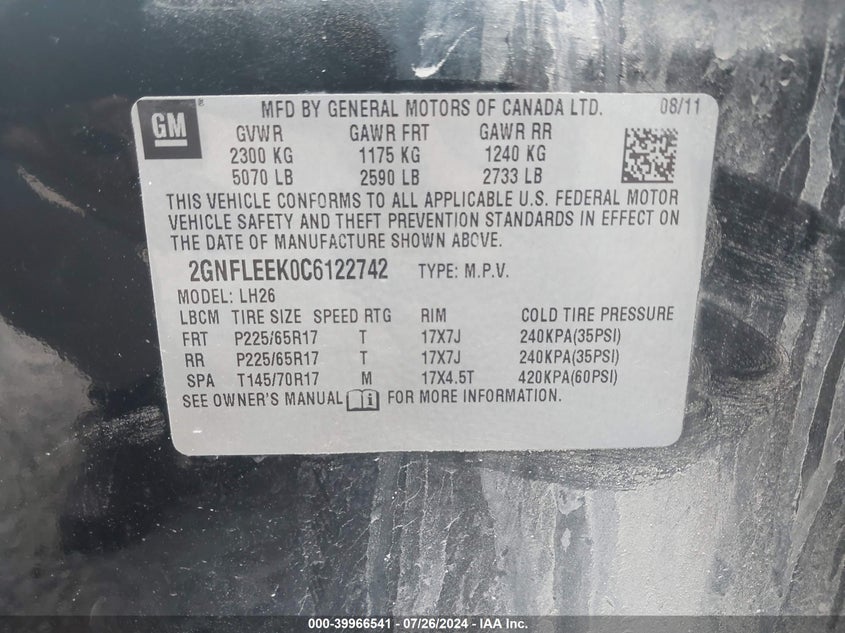 GM ®
MFD BY GENERAL MOTORS OF CANADA LTD. 08/11
GVWR GAWR FRT GAWR RR
2300 KG 1175 KG 1240 KG
5070 LB 2590 LB 2733 LB
THIS VEHICLE CONFORMS TO ALL APPLICABLE U.S. FEDERAL MOTOR
VEHICLE SAFETY AND THEFT PREVENTION STANDARDS IN EFFECT ON
THE DATE OF MANUFACTURE SHOWN ABOVE.
2GNFLEEK0C6122742 TYPE: M.P.V.
MODEL: LH26
LBCM TIRE SIZE SPEED RTG RIM COLD TIRE PRESSURE
FRT P225/65R17 T 17X7J 240KPA(35PSI)
RR P225/65R17 T 17X7J 240KPA(35PSI)
SPA T145/70R17 M 17X4.5T 420KPA(60PSI)
SEE OWNER'S MANUAL i FOR MORE INFORMATION.
000-39966541 - 07/26/2024 - IAA Inc.